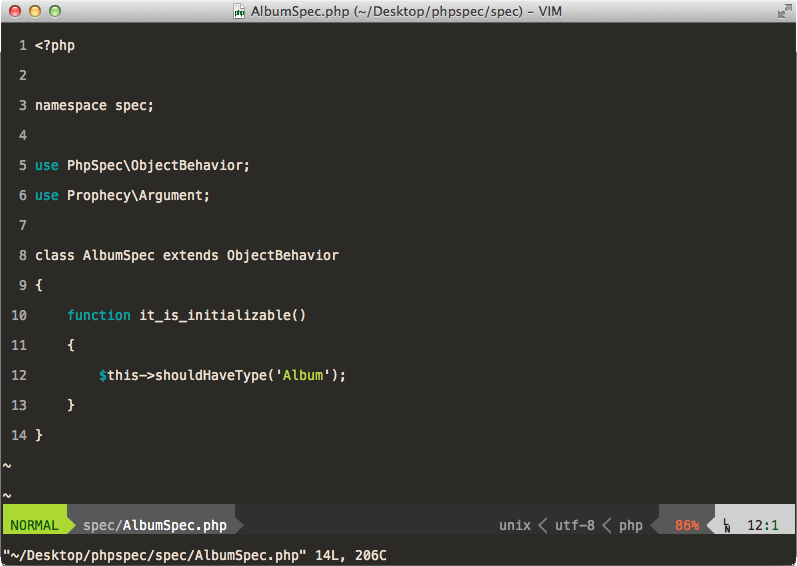 AlbumSpec.php (~/Desktop/phpspec/spec) – VIM
1 <?php
2
3 namespace spec;
4
5 use PhpSpec\ObjectBehavior;
6 use Prophecy\Argument;
7
8 class AlbumSpec extends ObjectBehavior
9 {
10     function it_is_initializable()
11     {
12         $this->shouldHaveType('Album');
13     }
14 }
~
~
NORMAL spec/AlbumSpec.php unix < utf-8 < php 86% LN 12:1
"~/Desktop/phpspec/spec/AlbumSpec.php" 14L, 206C